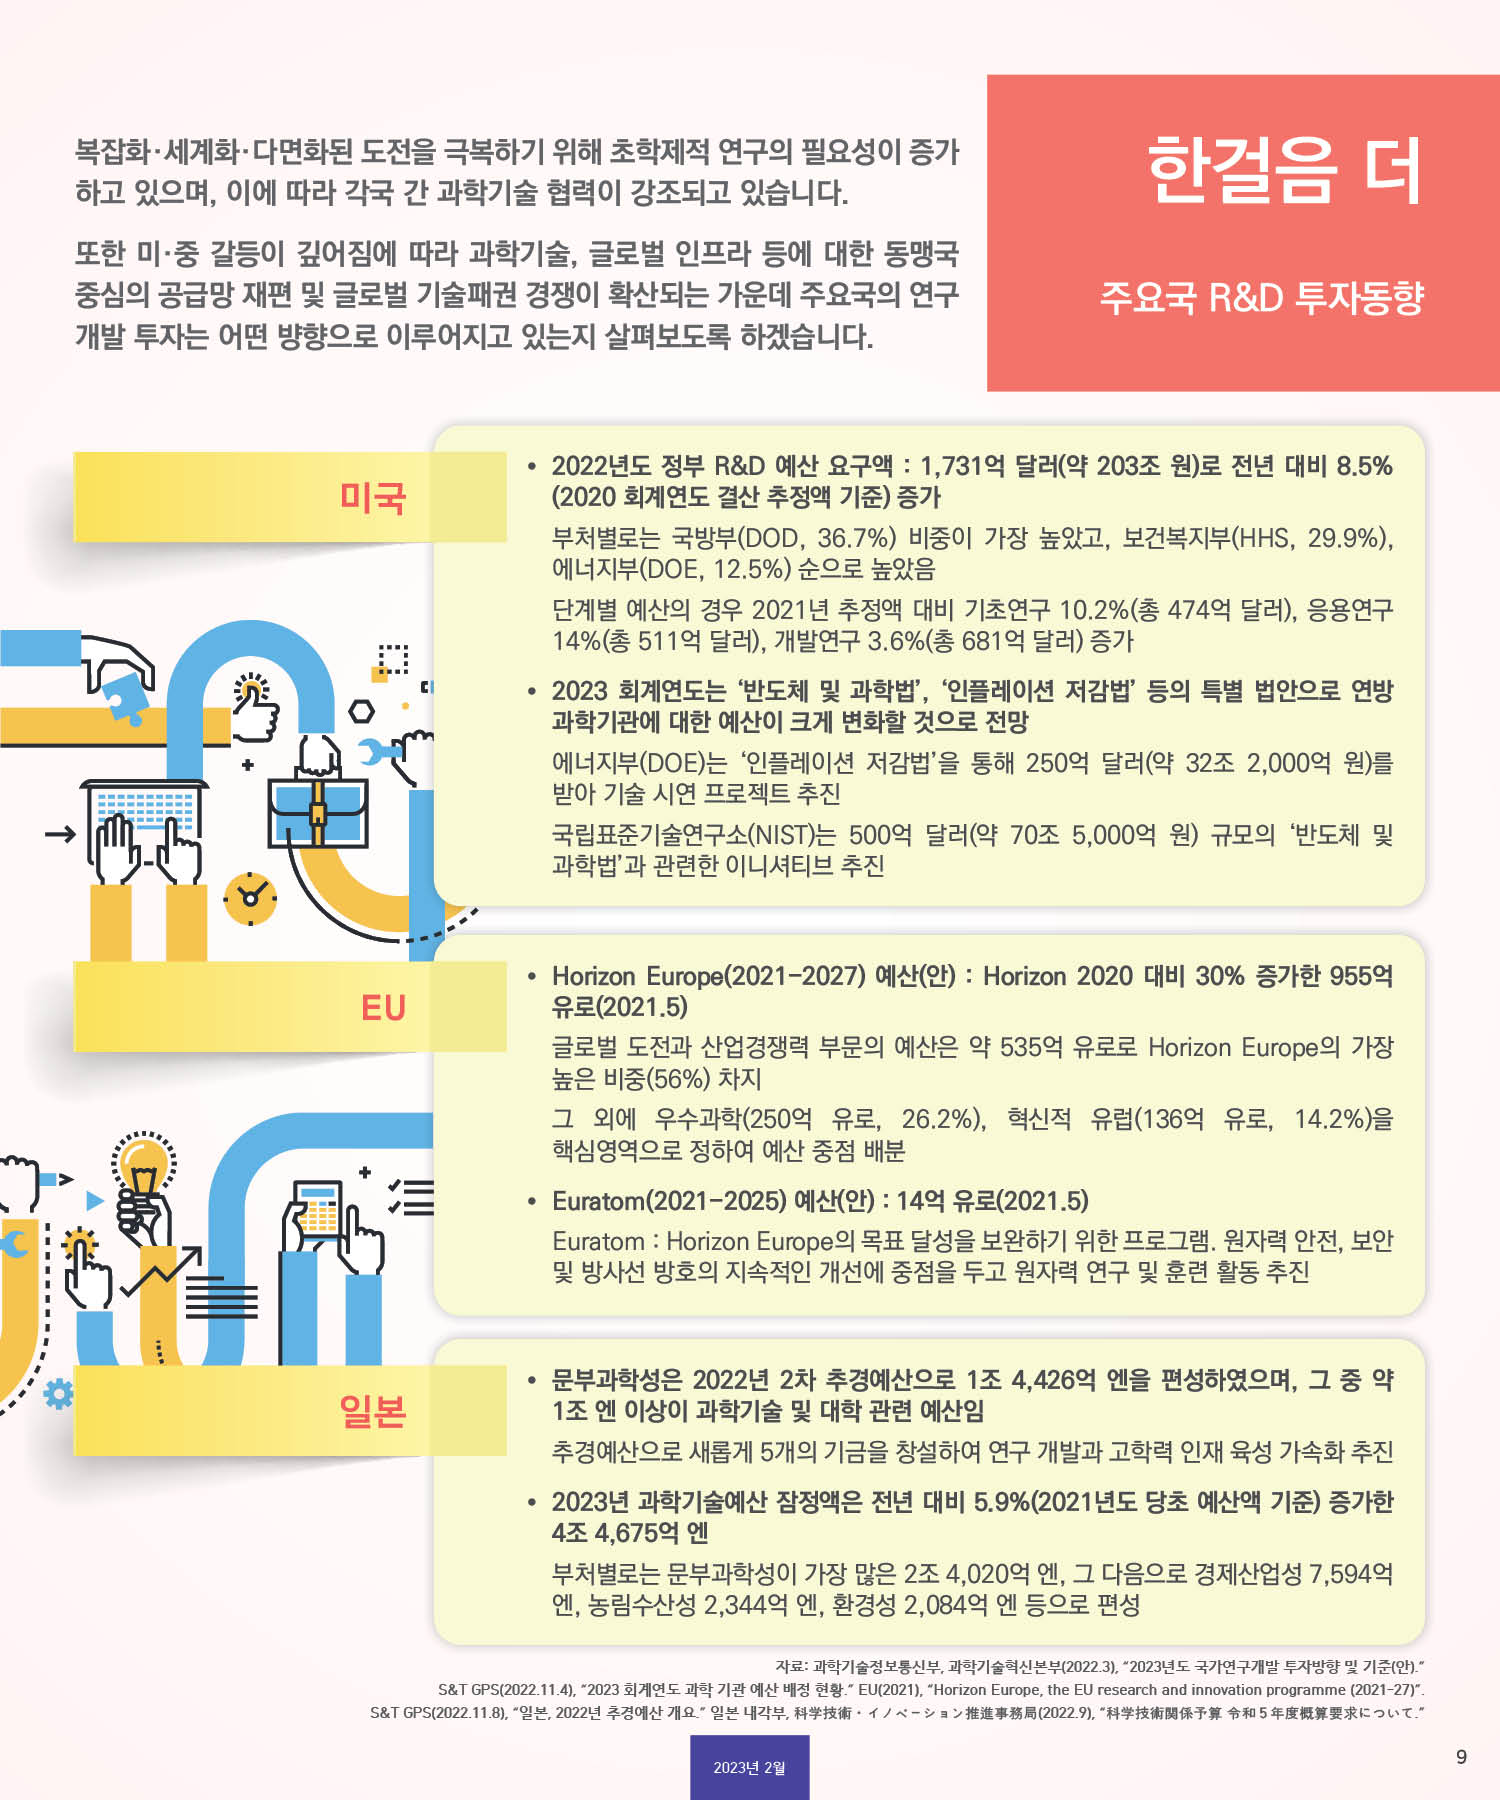 한걸음 더
주요국 R&D 투자동향
복잡화·세계화·다면화된 도전을 극복하기 위해 초학제적 연구의 필요성이 증가
하고 있으며, 이에 따라 각국 간 과학기술 협력이 강조되고 있습니다.
또한 미·중 갈등이 깊어짐에 따라 과학기술, 글로벌 인프라 등에 대한 동맹국
중심의 공급망 재편 및 글로벌 기술패권 경쟁이 확산되는 가운데 주요국의 연구
개발 투자는 어떤 뱡향으로 이루어지고 있는지 살펴보도록 하겠습니다.
미국
• 2022년도 정부 R&D 예산 요구액 : 1,731억 달러(약 203조 원)로 전년 대비 8.5%
(2020 회계연도 결산 추정액 기준) 증가
부처별로는 국방부(DOD, 36.7%) 비중이 가장 높았고, 보건복지부(HHS, 29.9%),
에너지부(DOE, 12.5%) 순으로 높았음
단계별 예산의 경우 2021년 추정액 대비 기초연구 10.2%(총 474억 달러), 응용연구
14%(총 511억 달러), 개발연구 3.6%(총 681억 달러) 증가
• 2023 회계연도는 ‘반도체 및 과학법’, ‘인플레이션 저감법’ 등의 특별 법안으로 연방
과학기관에 대한 예산이 크게 변화할 것으로 전망
에너지부(DOE)는 ‘인플레이션 저감법’을 통해 250억 달러(약 32조 2,000억 원)를
받아 기술 시연 프로젝트 추진
국립표준기술연구소(NIST)는 500억 달러(약 70조 5,000억 원) 규모의 ‘반도체 및
과학법’과 관련한 이니셔티브 추진
EU
• Horizon Europe(2021-2027) 예산(안) : Horizon 2020 대비 30% 증가한 955억
유로(2021.5)
글로벌 도전과 산업경쟁력 부문의 예산은 약 535억 유로로 Horizon Europe의 가장
높은 비중(56%) 차지
그 외에 우수과학(250억 유로, 26.2%), 혁신적 유럽(136억 유로, 14.2%)을
핵심영역으로 정하여 예산 중점 배분
• Euratom(2021-2025) 예산(안) : 14억 유로(2021.5)
Euratom : Horizon Europe의 목표 달성을 보완하기 위한 프로그램. 원자력 안전, 보안
및 방사선 방호의 지속적인 개선에 중점을 두고 원자력 연구 및 훈련 활동 추진
일본
• 문부과학성은 2022년 2차 추경예산으로 1조 4,426억 엔을 편성하였으며, 그 중 약
1조 엔 이상이 과학기술 및 대학 관련 예산임
추경예산으로 새롭게 5개의 기금을 창설하여 연구 개발과 고학력 인재 육성 가속화 추진
• 2023년 과학기술예산 잠정액은 전년 대비 5.9%(2021년도 당초 예산액 기준) 증가한
4조 4,675억 엔
부처별로는 문부과학성이 가장 많은 2조 4,020억 엔, 그 다음으로 경제산업성 7,594억
엔, 농림수산성 2,344억 엔, 환경성 2,084억 엔 등으로 편성
자료: 과학기술정보통신부, 과학기술혁신본부(2022.3), “2023년도 국가연구개발 투자방향 및 기준(안).”
S&T GPS(2022.11.4), “2023 회계연도 과학 기관 예산 배정 현황.” EU(2021), “Horizon Europe, the EU research and innovation programme (2021-27)”.
S&T GPS(2022.11.8), “일본, 2022년 추경예산 개요.” 일본 내각부, 科学技術・イノベーション推進事務局(2022.9), “科学技術関係予算 令和5年度概算要求について.”
2023년 2월
9